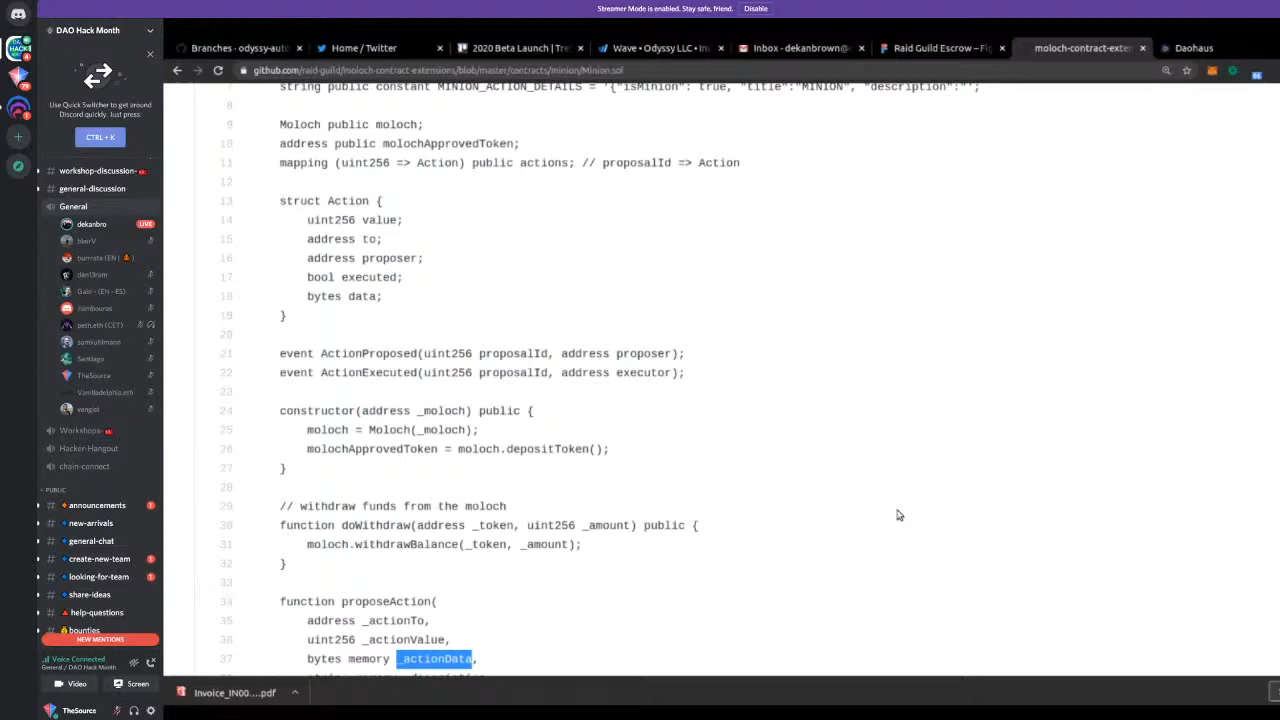 Streamer Mode is enabled. Stay safe, friend. Disable
DAO Hack Month
Use Quick Switcher to get around
Discord quickly. Just press:
CTRL + K
workshop-discussion-
general-discussion
General
dekanbro LIVE
blairV
burrrata (EN |
dan13ram
Gabi - (EN - ES)
peth.eth (CET)
samkuhlmann
Santiago
TheSource
Vanilladelphia.eth
vengist
Workshops-
Hacker-Hangout
chain-connect
PUBLIC
announcements 1
new-arrivals
general-chat
create-new-team 1
looking-for-team 1
share-ideas
help-questions
bounties
NEW MENTIONS
Voice Connected
General / DAO Hack Month
Video Screen
TheSource
Branches - odyssy-aut Home / Twitter 2020 Beta Launch | Tre Wave • Odyssy LLC • In Inbox - dekanbrown@ Raid Guild Escrow – Fi moloch-contract-exten Daohaus
github.com/raid-guild/moloch-contract-extensions/blob/master/contracts/minion/Minion.sol
7 string public constant MINION_ACTION_DETAILS = '{"isMinion": true, "title":"MINION", "description":"';
8
9 Moloch public moloch;
10 address public molochApprovedToken;
11 mapping (uint256 => Action) public actions; // proposalId => Action
12
13 struct Action {
14 uint256 value;
15 address to;
16 address proposer;
17 bool executed;
18 bytes data;
19 }
20
21 event ActionProposed(uint256 proposalId, address proposer);
22 event ActionExecuted(uint256 proposalId, address executor);
23
24 constructor(address _moloch) public {
25 moloch = Moloch(_moloch);
26 molochApprovedToken = moloch.depositToken();
27 }
28
29 // withdraw funds from the moloch
30 function doWithdraw(address _token, uint256 _amount) public {
31 moloch.withdrawBalance(_token, _amount);
32 }
33
34 function proposeAction(
35 address _actionTo,
36 uint256 _actionValue,
37 bytes memory _actionData,
Invoice_IN00....pdf